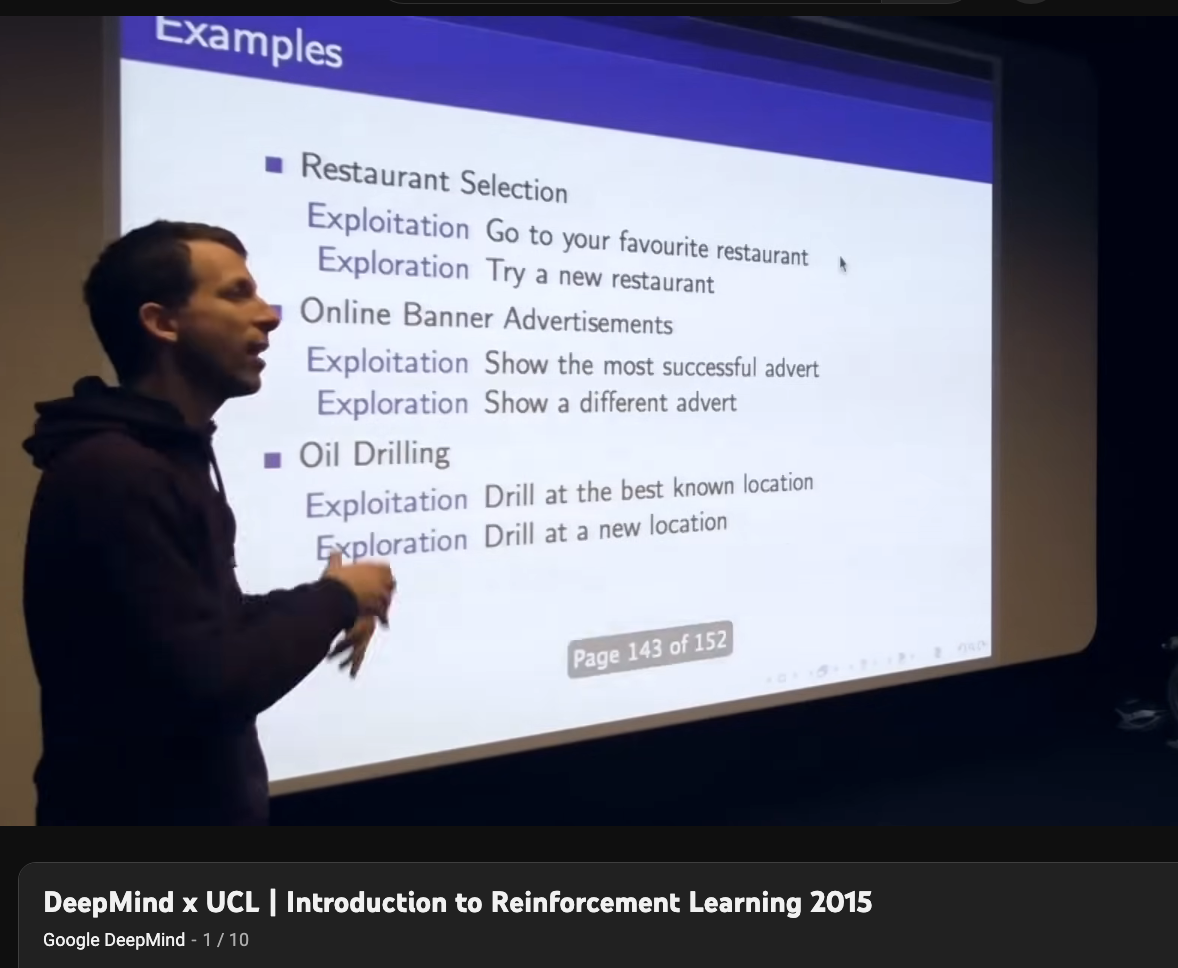 Examples
Restaurant Selection
Exploitation Go to your favourite restaurant
Exploration Try a new restaurant
Online Banner Advertisements
Exploitation Show the most successful advert
Exploration Show a different advert
Oil Drilling
Exploitation Drill at the best known location
Exploration Drill at a new location
Page 143 of 152
DeepMind x UCL | Introduction to Reinforcement Learning 2015
Google DeepMind - 1 / 10